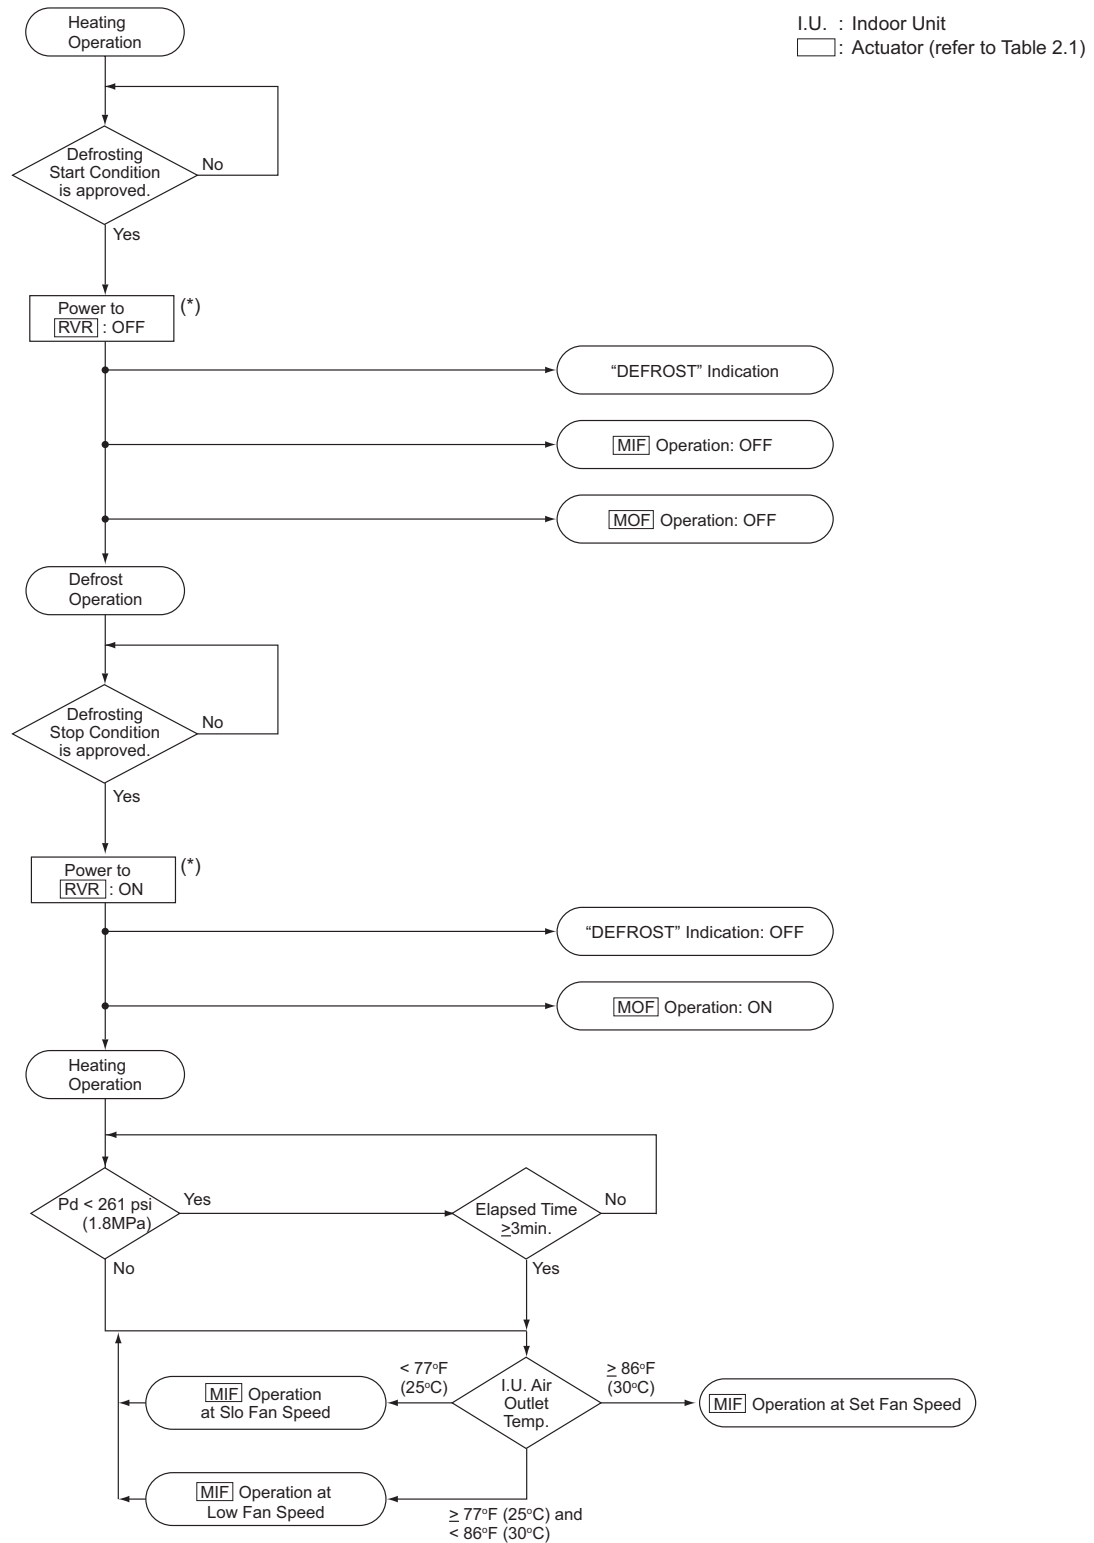 Heating
Operation
I.U. : Indoor Unit
: Actuator (refer to Table 2.1)
Defrosting
Start Condition
is approved.
No
Yes
Power to
RVR : OFF
(*)
“DEFROST” Indication
MIF Operation: OFF
MOF Operation: OFF
Defrost
Operation
Defrosting
Stop Condition
is approved.
No
Yes
Power to
RVR : ON
(*)
“DEFROST” Indication: OFF
MOF Operation: ON
Heating
Operation
Pd < 261 psi
(1.8MPa)
Yes
No
Elapsed Time
≥3min.
No
Yes
I.U. Air
Outlet
Temp.
< 77°F
(25°C)
≥ 86°F
(30°C)
MIF Operation
at Slo Fan Speed
MIF Operation at Set Fan Speed
MIF Operation at
Low Fan Speed
≥ 77°F (25°C) and
< 86°F (30°C)